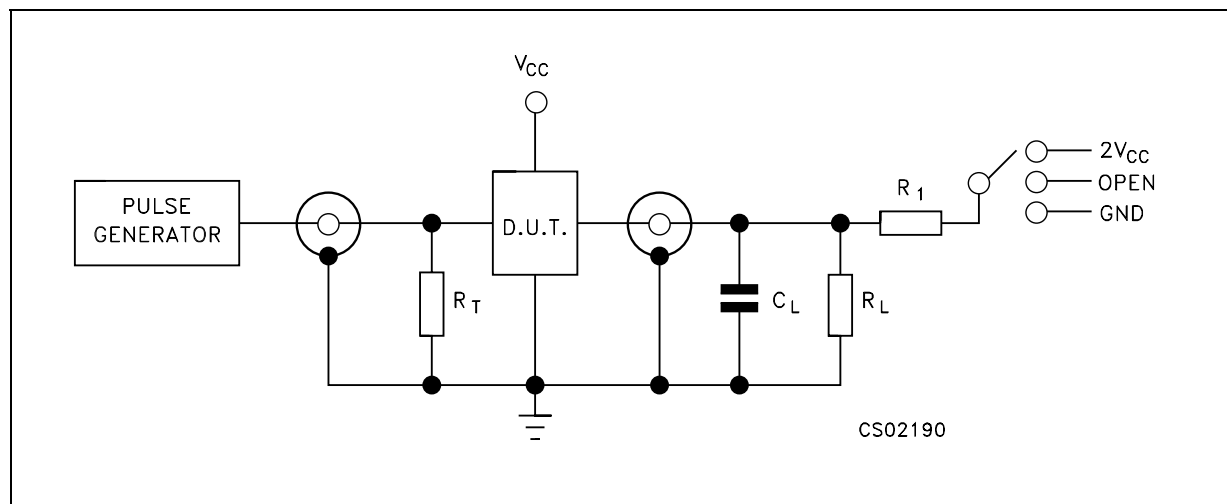 VCC
PULSE
GENERATOR
D.U.T.
RT
CL
RL
R1
2VCC
OPEN
GND
CS02190